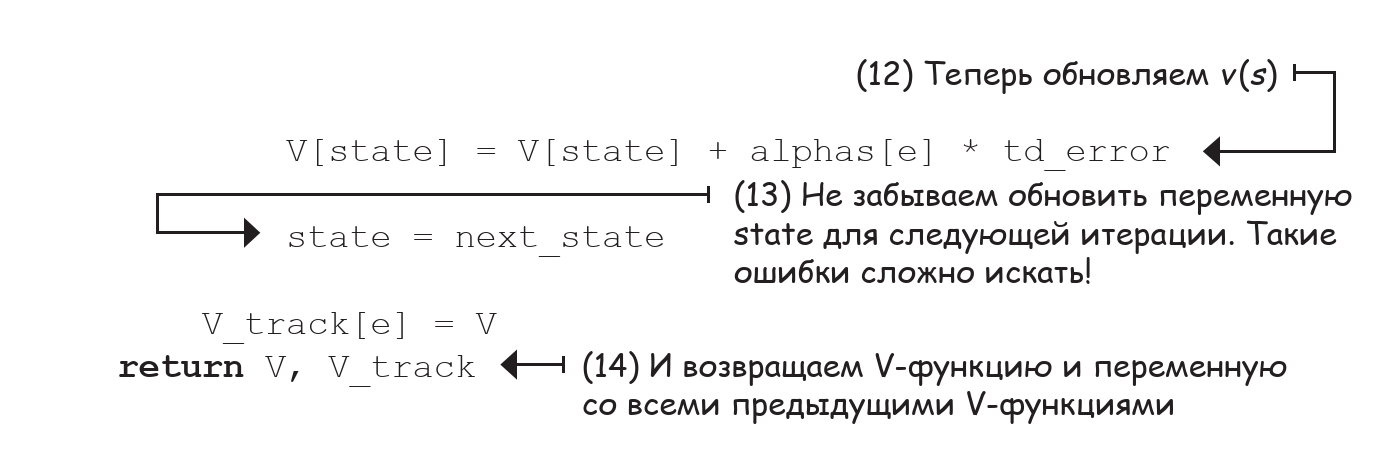 (12) Теперь обновляем v(s)
V[state] = V[state] + alphas[e] * td_error
(13) Не забываем обновить переменную
state для следующей итерации. Такие
ошибки сложно искать!
state = next_state
V_track[e] = V
return V, V_track
(14) И возвращаем V-функцию и переменную
со всеми предыдущими V-функциями